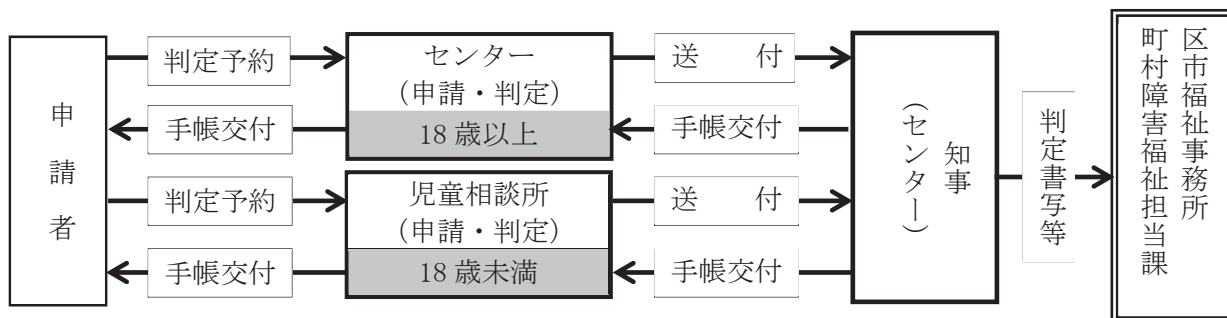 申請者
判定予約
手帳交付
判定予約
手帳交付
センター
(申請・判定)
18歳以上
児童相談所
(申請・判定)
18歳未満
送　　付
手帳交付
送　　付
手帳交付
知事
(センター)
判定書写等
区市福祉事務所
町村障害福祉担当課